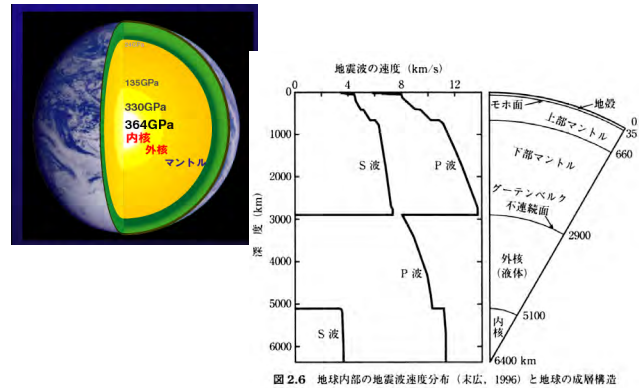 135GPa
330GPa
364GPa
内核
外核
マントル
地震波の速度 (km/s)
0 4 8 12
0
1000
2000
3000
4000
5000
6000
深度 (km)
S波
P波
P波
S波
モホ面
地殻
0
35
上部マントル
660
下部マントル
グーテンベルク
不連続面
2900
外核
(液体)
5100
内核
6400 km
図 2.6 地球内部の地震波速度分布 (末広, 1996) と地球の成層構造